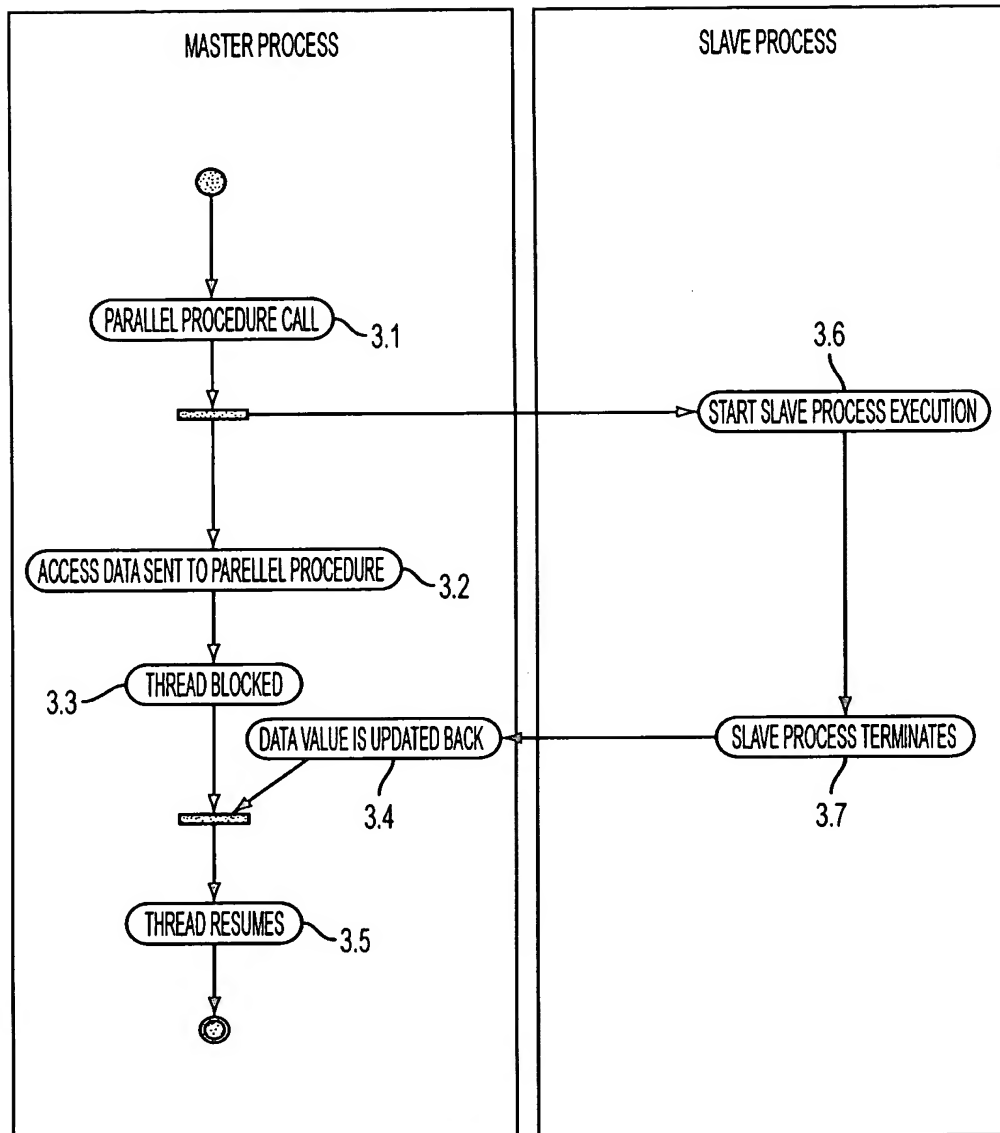 MASTER PROCESS
SLAVE PROCESS
PARALLEL PROCEDURE CALL
3.1
3.6
START SLAVE PROCESS EXECUTION
ACCESS DATA SENT TO PARELLEL PROCEDURE
3.2
THREAD BLOCKED
3.3
DATA VALUE IS UPDATED BACK
3.4
SLAVE PROCESS TERMINATES
3.7
THREAD RESUMES
3.5